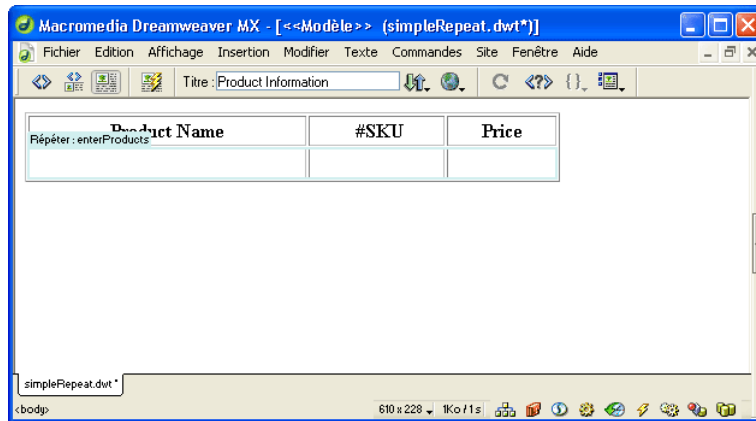 Macromedia Dreamweaver MX - [<<Modèle>> (simpleRepeat.dwt*)]
Fichier Edition Affichage Insertion Modifier Texte Commandes Site Fenêtre Aide
Titre : Product Information
Product Name #SKU Price
Répéter : enterProducts
simpleRepeat.dwt*
<body> 610 x 228 1Ko / 1 s